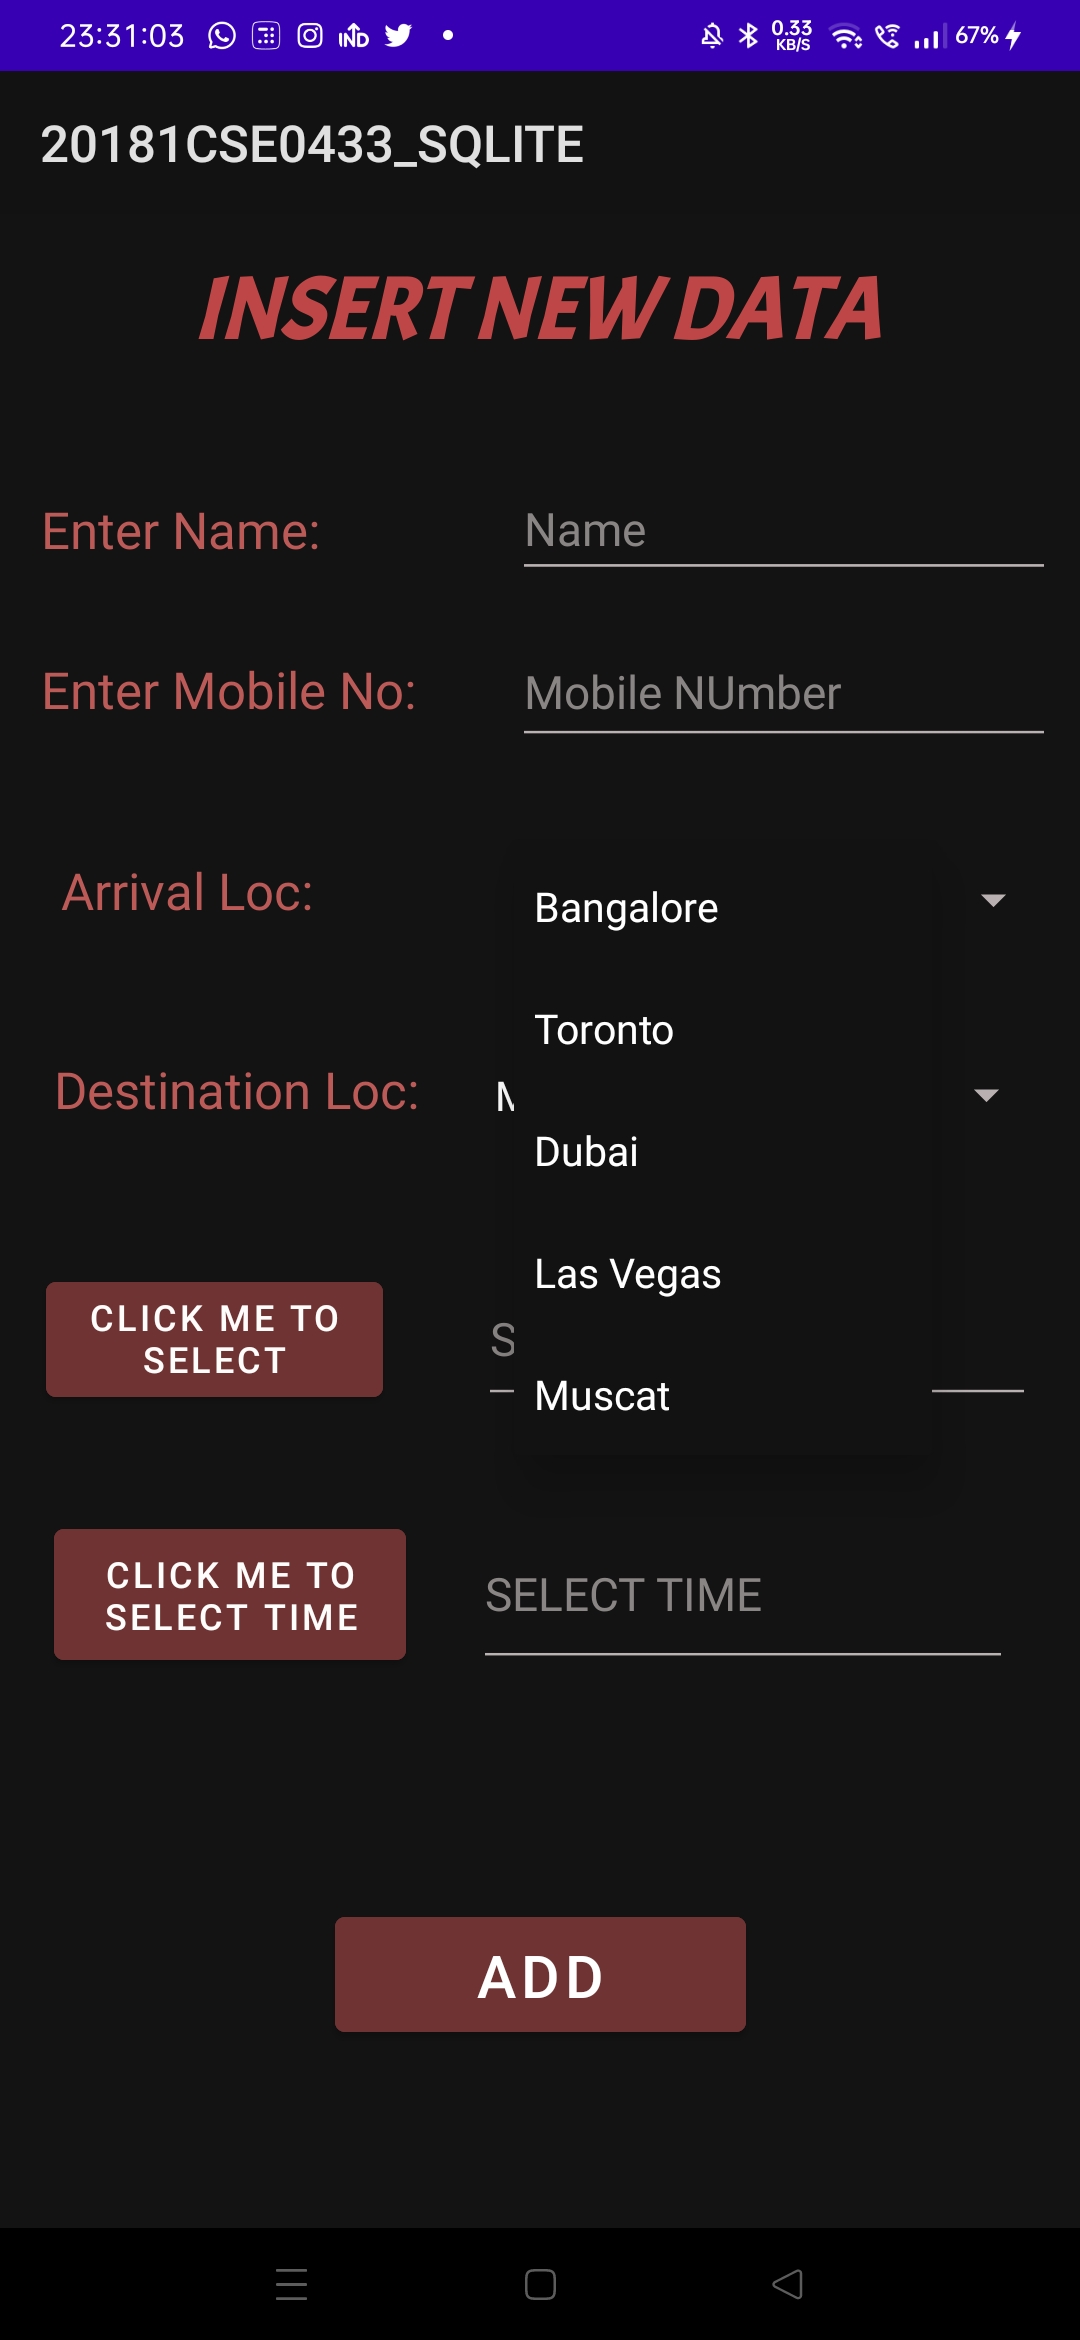 23:31:03 IND 0.33 KB/S 67%
20181CSE0433_SQLITE
INSERT NEW DATA
Enter Name: Name
Enter Mobile No: Mobile NUmber
Arrival Loc: Bangalore
Toronto
Destination Loc:
Dubai
Las Vegas
CLICK ME TO
SELECT
Muscat
CLICK ME TO
SELECT TIME
SELECT TIME
ADD